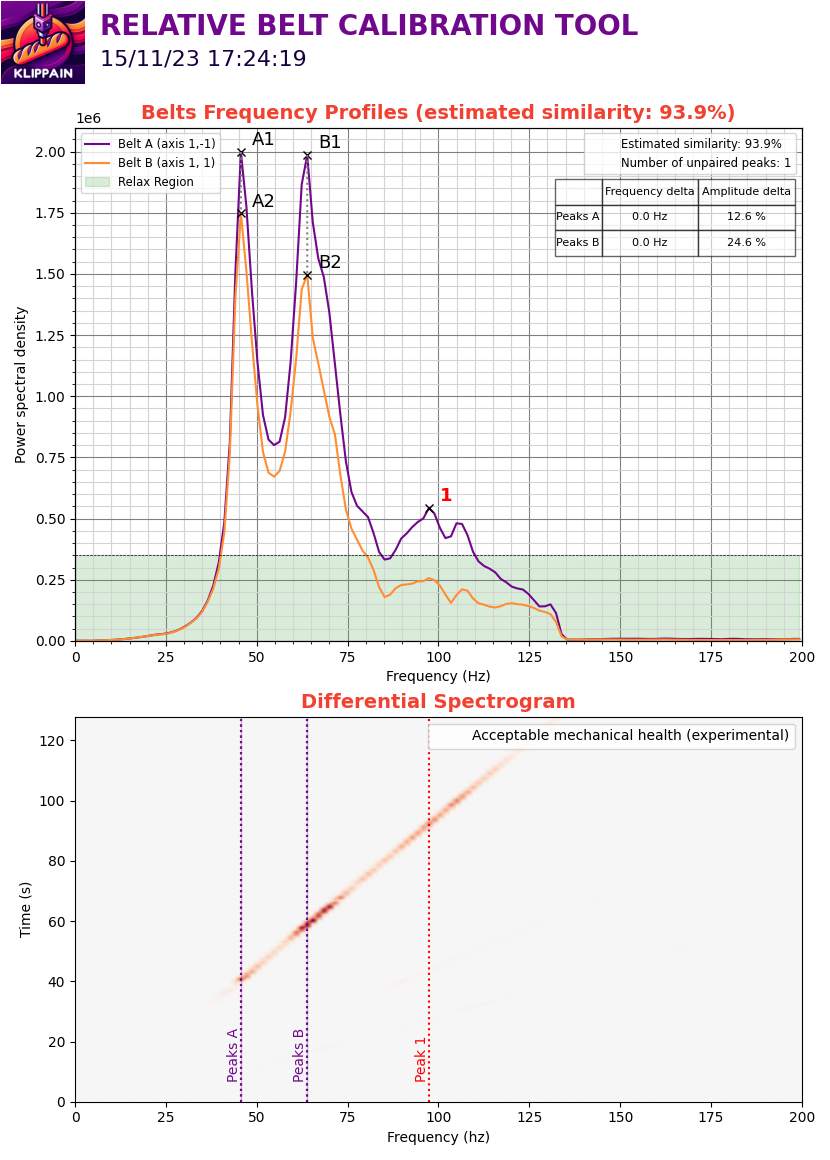 KLIPPAIN
RELATIVE BELT CALIBRATION TOOL
15/11/23 17:24:19
Belts Frequency Profiles (estimated similarity: 93.9%)
1e6
Belt A (axis 1,-1)
Belt B (axis 1, 1)
Relax Region
Estimated similarity: 93.9%
Number of unpaired peaks: 1
Frequency delta Amplitude delta
Peaks A 0.0 Hz 12.6 %
Peaks B 0.0 Hz 24.6 %
A1
B1
A2
B2
1
2.00
1.75
1.50
1.25
1.00
0.75
0.50
0.25
0.00
Power spectral density
0 25 50 75 100 125 150 175 200
Frequency (Hz)
Differential Spectrogram
Acceptable mechanical health (experimental)
120
100
80
60
40
20
0
Time (s)
Peaks A
Peaks B
Peak 1
0 25 50 75 100 125 150 175 200
Frequency (hz)